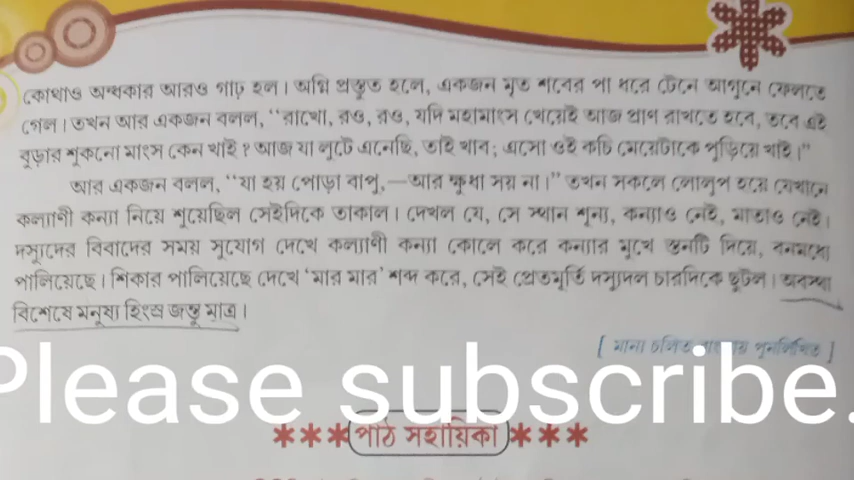 কোথাও অন্ধকার আরও গাঢ় হল। অগ্নি প্রস্তুত হলে, একজন মৃত শবের পা ধরে টেনে আগুনে ফেলতে
গেল। তখন আর একজন বলল, “রাখো, রও, রও, যদি মহামাংস খেয়েই আজ প্রাণ রাখতে হবে, তবে এই
বুড়ার শুকনো মাংস কেন খাই? আজ যা লুটে এনেছি, তাই খাব; এসো ওই কচি মেয়েটাকে পুড়িয়ে খাই।”
আর একজন বলল, “যা হয় পোড়া বাপু,—আর ক্ষুধা সয় না।” তখন সকলে লোলুপ হয়ে যেখানে
কল্যাণী কন্যা নিয়ে শুয়েছিল সেইদিকে তাকাল। দেখল যে, সে স্থান শূন্য, কন্যাও নেই, মাতাও নেই।
দস্যুদের বিবাদের সময় সুযোগ দেখে কল্যাণী কন্যা কোলে করে কন্যার মুখে স্তনটি দিয়ে, বনমধ্যে
পালিয়েছে। শিকার পালিয়েছে দেখে ‘মার মার’ শব্দ করে, সেই প্রেতমূর্তি দস্যুদল চারদিকে ছুটল। অবস্থা
বিশেষে মনুষ্য হিংস্র জন্তু মাত্র।
[ মান্য চলিত বাংলায় পুনর্লিখিত ]
Please subscribe.
***পাঠ সহায়িকা***